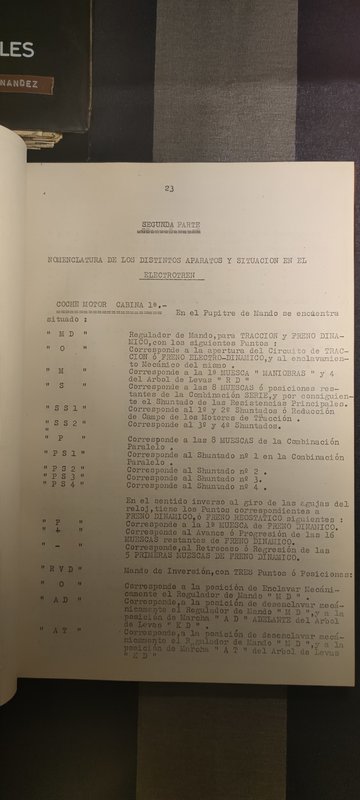 LES
NANDEZ
23
SEGUNDA PARTE
NOMENCLATURA DE LOS DISTINTOS APARATOS Y SITUACION EN EL
ELECTROTREN
COCHE MOTOR CABINA 1ª.-
En el Pupitre de Mando se encuentra
situado :
" M D " Regulador de Mando, para TRACCION y FRENO DINA-
MICO, con los siguientes Puntos :
" O " Corresponde a la apertura del Circuito de TRAC-
CION ó FRENO ELECTRO-DINAMICO, y al enclavamien-
to Mecánico del mismo .
" M " Corresponde a la 1ª MUESCA " MANIOBRAS " y 4
del Arbol de Levas " R D "
" S " Corresponde a las 8 MUESCAS ó posiciones res-
tantes de la Combinación SERIE, y por consiguien-
te el Shuntado de las Resistencias Principales.
" SS1 " Corresponde al 1º y 2º Shuntados ó Reducción
de Campo de los Motores de Tracción .
" SS2 " Corresponde al 3º y 4º Shuntados.
"
" P " Corresponde a las 8 MUESCAS de la Combinación
Paralelo .
" PS1 " Corresponde al Shuntado nº 1 en la Combinación
Paralelo .
" PS2 " Corresponde al Shuntado nº 2 .
" PS3 " Corresponde al Shuntado nº 3.
" PS4 " Corresponde al Shuntado nº 4 .
En el sentido inverso al giro de las agujas del
reloj, tiene los Puntos correspondientes a
FRENO DINAMICO, ó FRENO REOSTATICO siguientes :
" F " Corresponde a la 1ª MUESCA de FRENO DINAMICO.
" + " Corresponde al Avance ó Progresión de las 16
MUESCAS restantes de FRENO DINAMICO.
" - " Corresponde, al Retroceso ó Regresión de las
5 PRIMERAS MUESCAS DE FRENO DINAMICO.
" R V D " Mando de Inversión, con TRES Puntos ó Posiciones:
" O " Corresponde a la posición de Enclavar Mecáni-
camente el Regulador de Mando " M D " .
" A D " Corresponde, a la posición de desenclavar mecá-
nicamente el Regulador de Mando " M D ", y a la
posición de Marcha " A D " ADELANTE del Arbol
de Levas " K D " .
" A T " Corresponde, a la posición de desenclavar mecá-
nicamente el Regulador de Mando " M D ", y a la
posición de Marcha " A T " del Arbol de Levas
" K D "